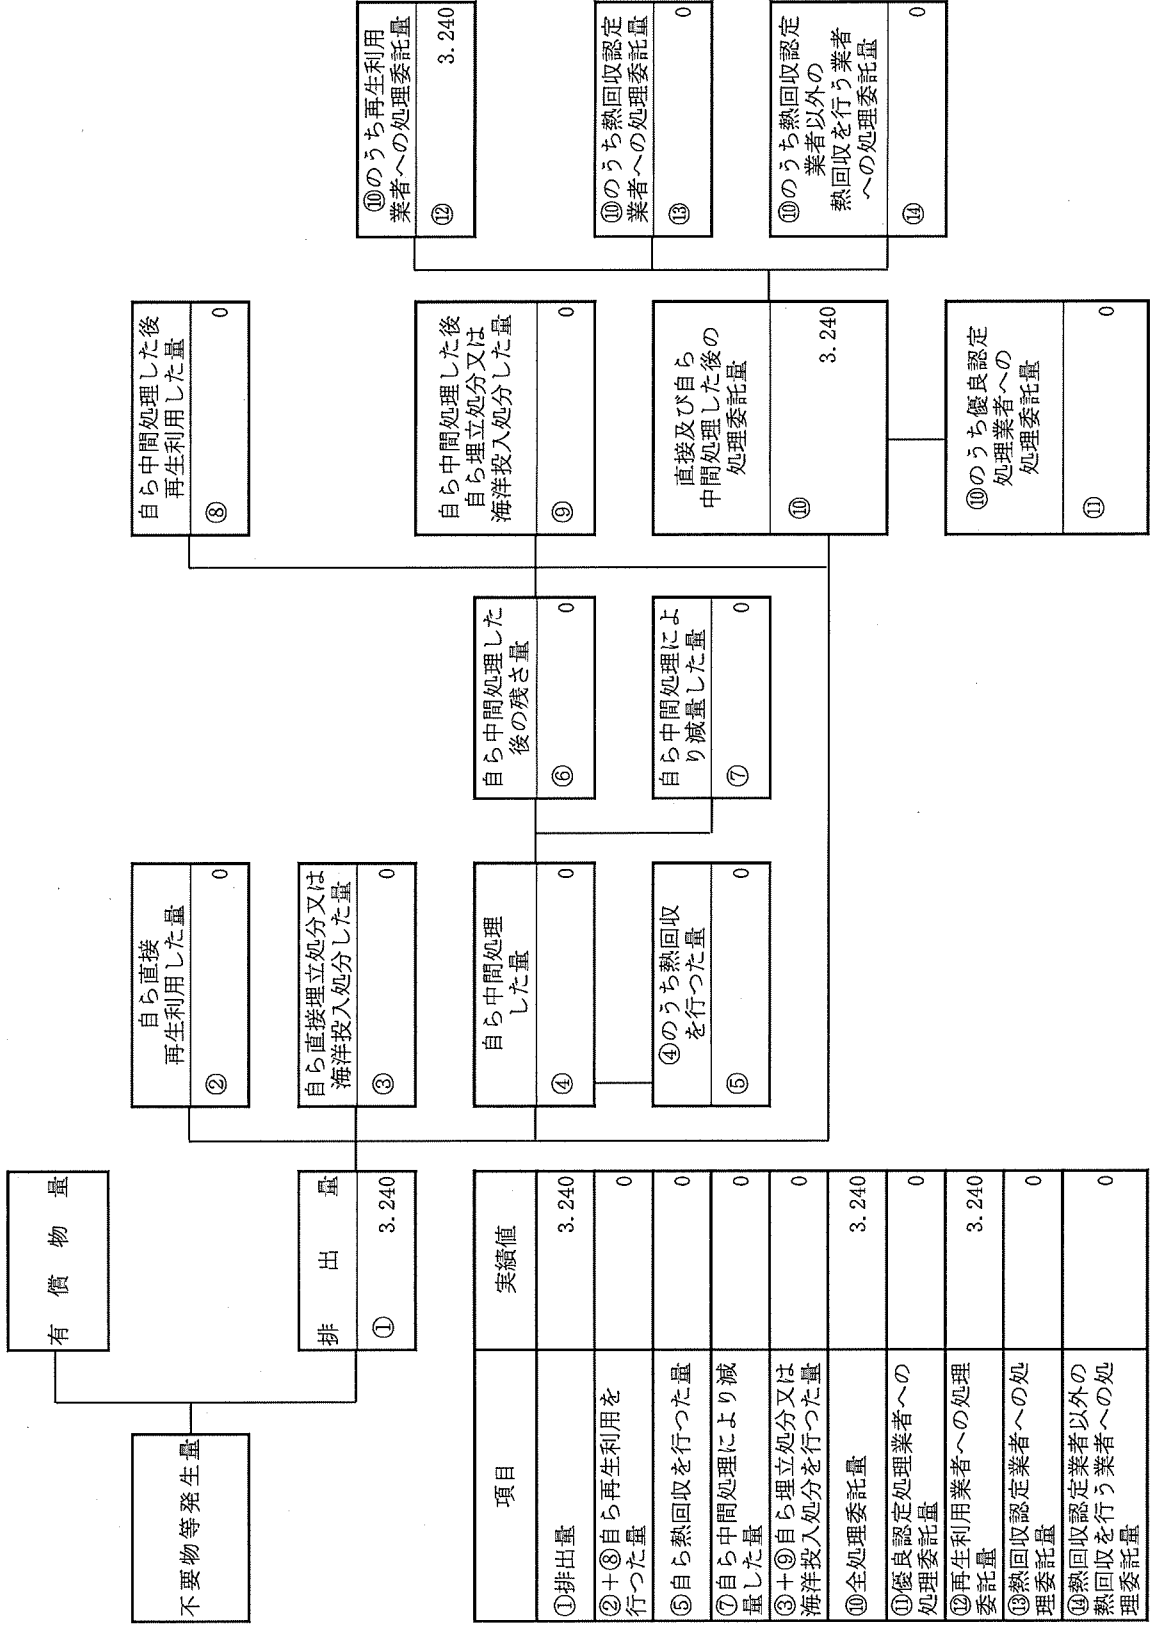 不要物等発生量
有償物量
排出量
① 3.240
自ら直接
再生利用した量
② 0
自ら直接埋立処分又は
海洋投入処分した量
③ 0
自ら中間処理
した量
④ 0
④のうち熱回収
を行つた量
⑤ 0
自ら中間処理した
後の残さ量
⑥ 0
自ら中間処理によ
り減量した量
⑦ 0
自ら中間処理した後
再生利用した量
⑧ 0
自ら中間処理した後
自ら埋立処分又は
海洋投入処分した量
⑨ 0
直接及び自ら
中間処理した後の
処理委託量
⑩ 3.240
⑩のうち優良認定
処理業者への
処理委託量
⑪ 0
⑩のうち再生利用
業者への処理委託量
⑫ 3.240
⑩のうち熱回収認定
業者への処理委託量
⑬ 0
⑩のうち熱回収認定
業者以外の
熱回収を行う業者
への処理委託量
⑭ 0
項目 実績値
①排出量 3.240
②+⑧自ら再生利用を
行つた量 0
⑤自ら熱回収を行つた量 0
⑦自ら中間処理により減
量した量 0
③+⑨自ら埋立処分又は
海洋投入処分を行つた量 0
⑩全処理委託量 3.240
⑪優良認定処理業者への
処理委託量 0
⑫再生利用業者への処理
委託量 3.240
⑬熱回収認定業者への処
理委託量 0
⑭熱回収認定業者以外の
熱回収を行う業者への処
理委託量 0